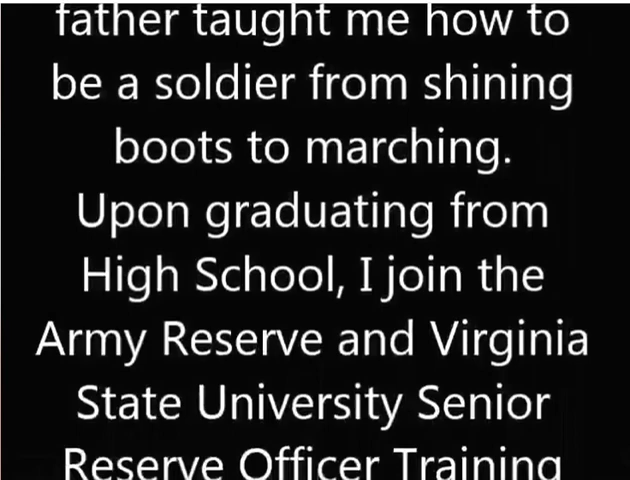 father taught me how to
be a soldier from shining
boots to marching.
Upon graduating from
High School, I join the
Army Reserve and Virginia
State University Senior
Reserve Officer Training